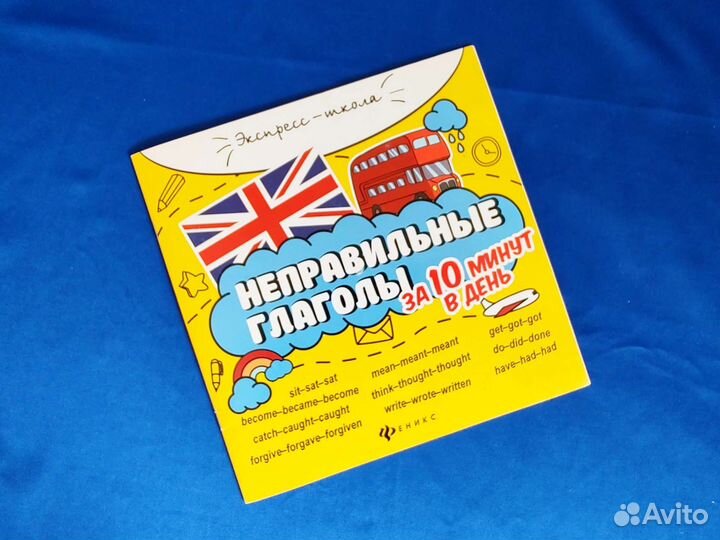 Экспресс-школа
НЕПРАВИЛЬНЫЕ
ГЛАГОЛЫ
ЗА 10 МИНУТ
В ДЕНЬ
sit–sat–sat
become–became–become
catch–caught–caught
forgive–forgave–forgiven
mean–meant–meant
think–thought–thought
write–wrote–written
get–got–got
do–did–done
have–had–had
ФЕНИКС
Avito